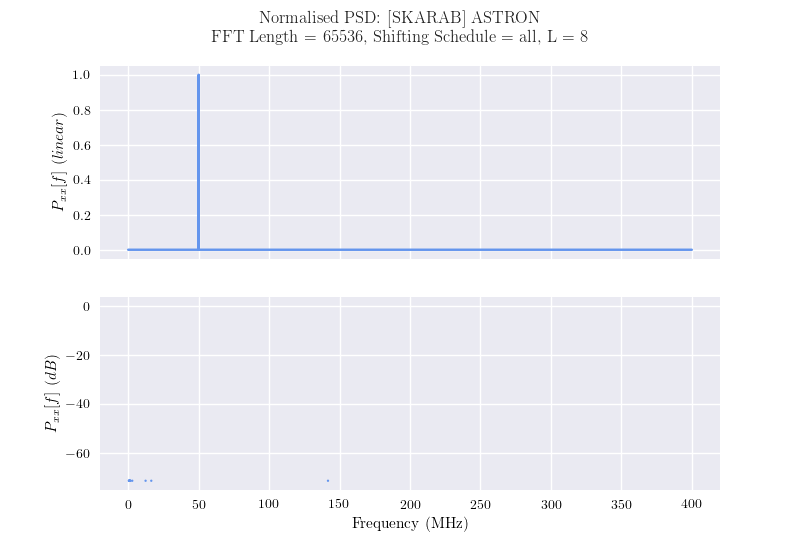 Normalised PSD: [SKARAB] ASTRON
FFT Length = 65536, Shifting Schedule = all, L = 8
1.0
0.8
0.6
0.4
0.2
0.0
P_xx[f] (linear)
0
−20
−40
−60
P_xx[f] (dB)
0 50 100 150 200 250 300 350 400
Frequency (MHz)